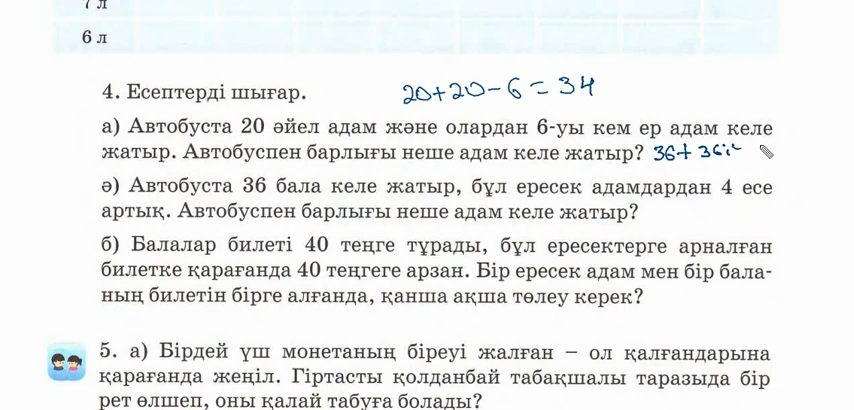 7 л
6 л
4. Есептерді шығар. 20+20-6=34
а) Автобуста 20 әйел адам және олардан 6-уы кем ер адам келе
жатыр. Автобуспен барлығы неше адам келе жатыр? 36+36:
ә) Автобуста 36 бала келе жатыр, бұл ересек адамдардан 4 есе
артық. Автобуспен барлығы неше адам келе жатыр?
б) Балалар билеті 40 теңге тұрады, бұл ересектерге арналған
билетке қарағанда 40 теңгеге арзан. Бір ересек адам мен бір бала-
ның билетін бірге алғанда, қанша ақша төлеу керек?
5. а) Бірдей үш монетаның біреуі жалған – ол қалғандарына
қарағанда жеңіл. Гіртасты қолданбай табақшалы таразыда бір
рет өлшеп, оны қалай табуға болады?